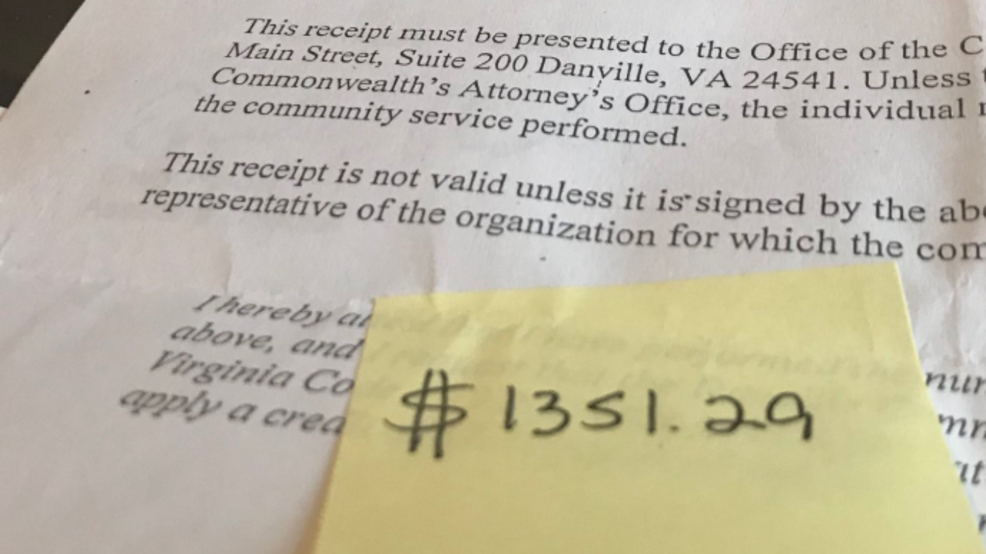 This receipt must be presented to the Office of the C
Main Street, Suite 200 Danville, VA 24541. Unless
Commonwealth's Attorney's Office, the individual
the community service performed.
This receipt is not valid unless it is signed by the ab
representative of the organization for which the com
I hereby a
above, and
Virginia Co
apply a cred
$1351.29
nur